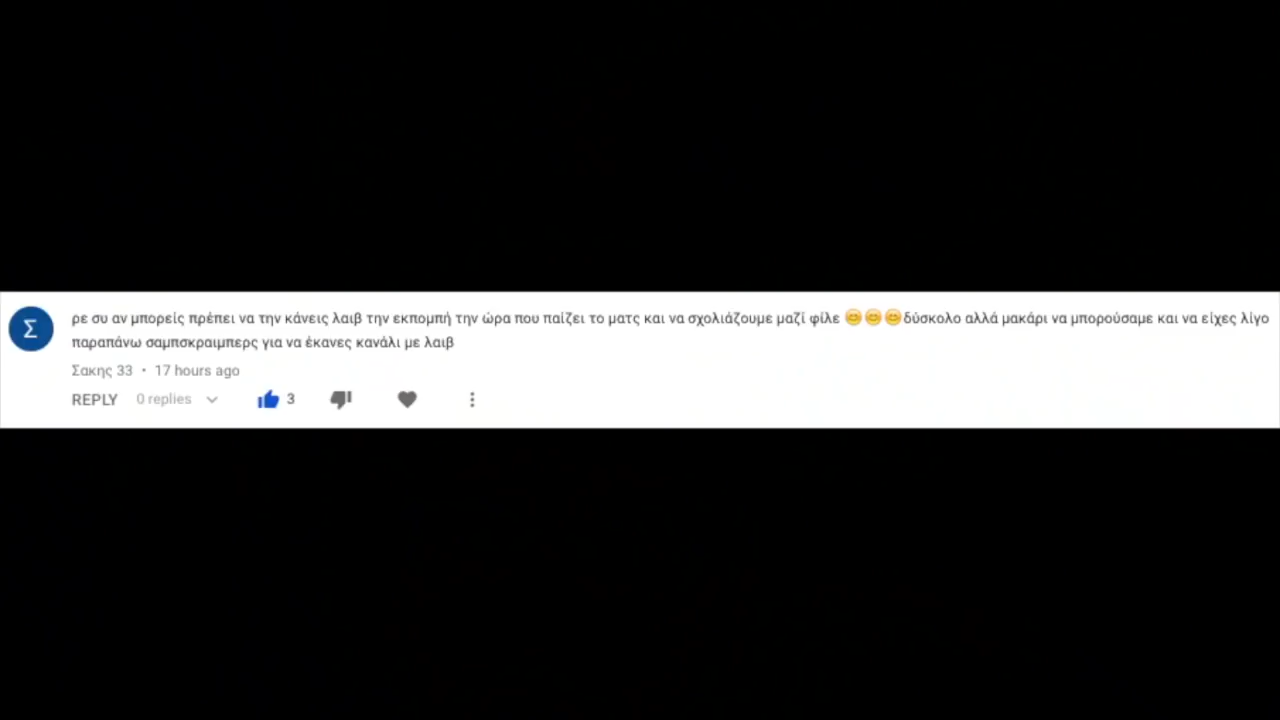 Σ
ρε συ αν μπορείς πρέπει να την κάνεις λαιβ την εκπομπή την ώρα που παίζει το ματς και να σχολιάζουμε μαζί φίλε 😊😊😊δύσκολο αλλά μακάρι να μπορούσαμε και να είχες λίγο
παραπάνω σαμπσκραιμπερς για να έκανες κανάλι με λαιβ
Σακης 33 • 17 hours ago
REPLY 0 replies 3